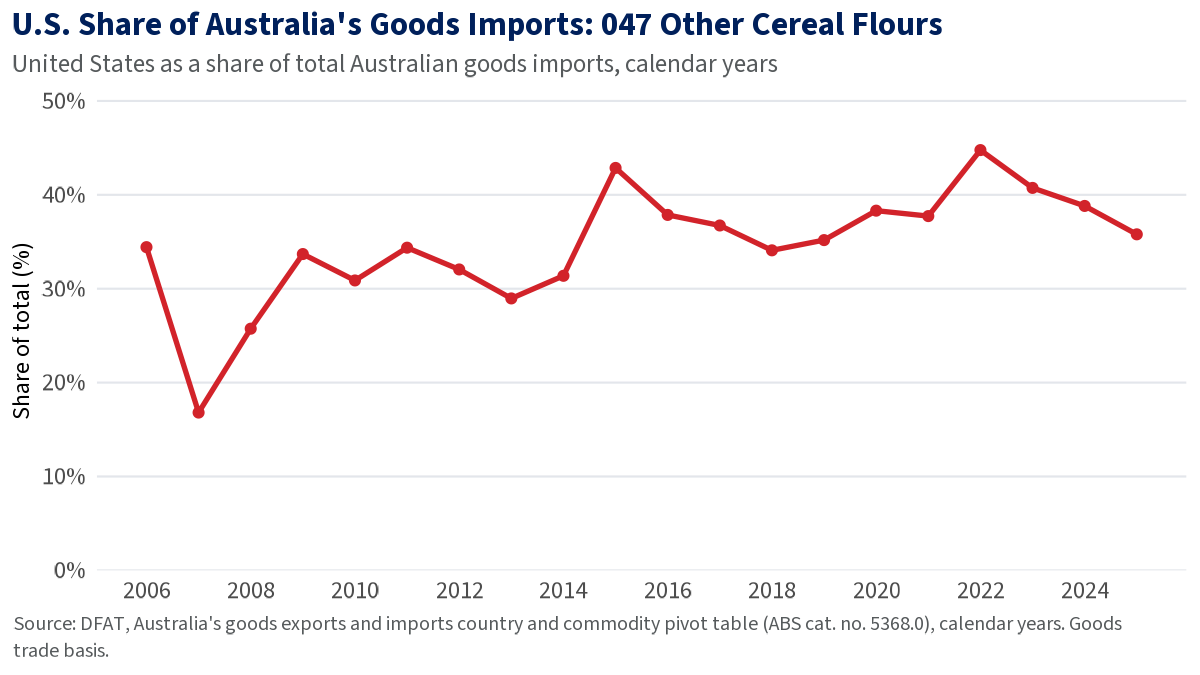 U.S. Share of Australia's Goods Imports: 047 Other Cereal Flours
United States as a share of total Australian goods imports, calendar years
Share of total (%)
50%
40%
30%
20%
10%
0%
2006 2008 2010 2012 2014 2016 2018 2020 2022 2024
Source: DFAT, Australia's goods exports and imports country and commodity pivot table (ABS cat. no. 5368.0), calendar years. Goods
trade basis.